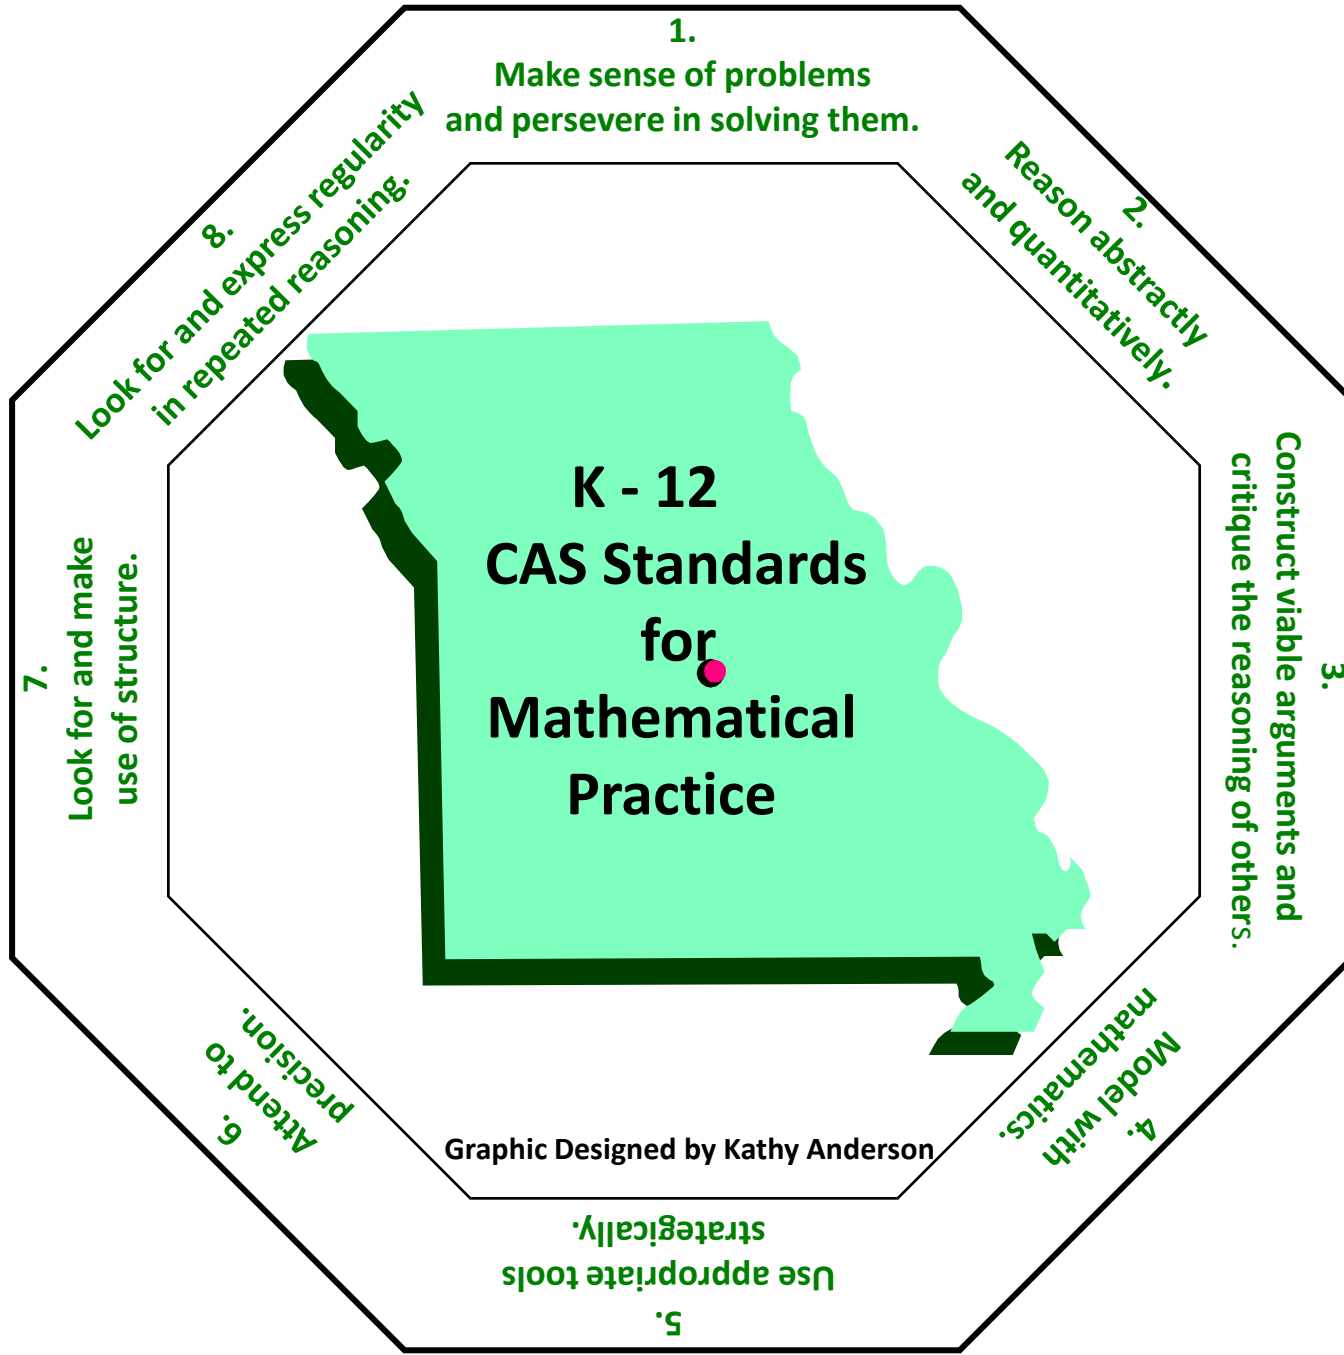 1.
Make sense of problems
and persevere in solving them.
2.
Reason abstractly
and quantitatively.
3.
Construct viable arguments and
critique the reasoning of others.
4.
Model with
mathematics.
5.
Use appropriate tools
strategically.
6.
Attend to
precision.
7.
Look for and make
use of structure.
8.
Look for and express regularity
in repeated reasoning.
K - 12
CAS Standards
for
Mathematical
Practice
Graphic Designed by Kathy Anderson